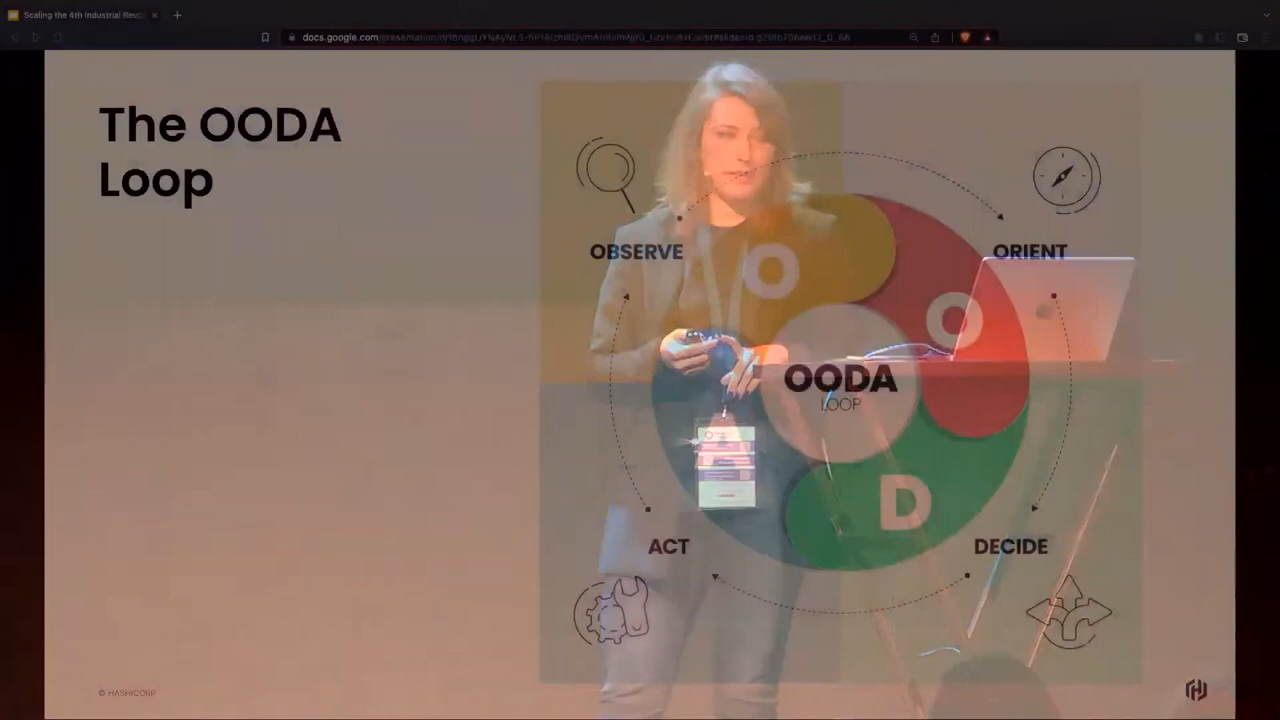 Scaling the 4th Industrial Rev
docs.google.com
The OODA
Loop
OBSERVE
ORIENT
O
O
OODA
LOOP
D
ACT
DECIDE
© HASHICORP